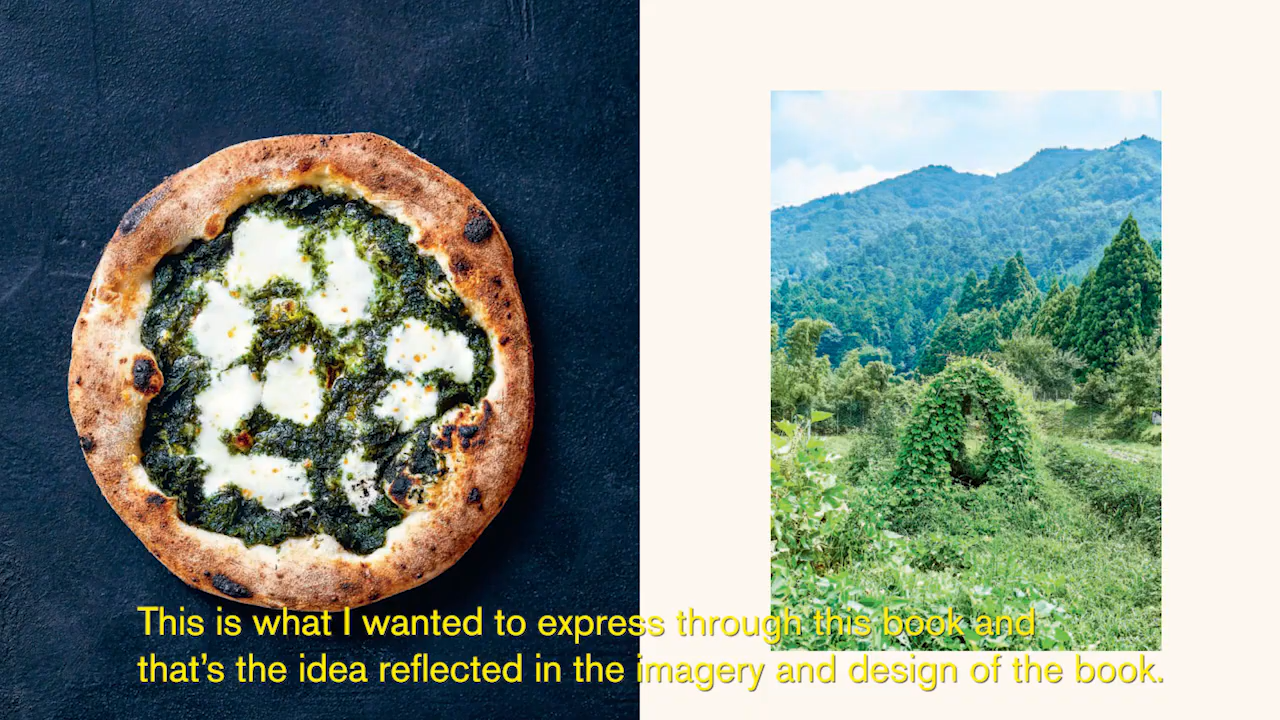 This is what I wanted to express through this book and
that’s the idea reflected in the imagery and design of the book.